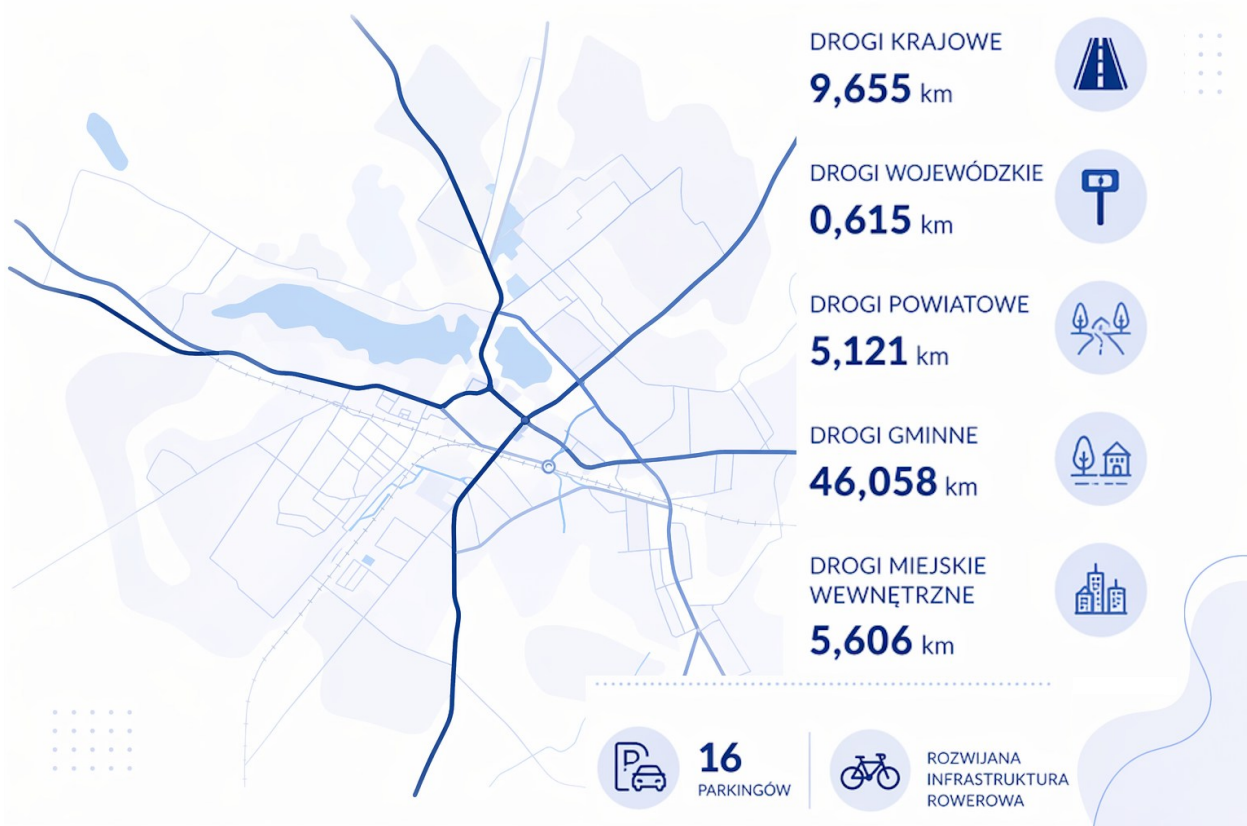 DROGI KRAJOWE
9,655 km
DROGI WOJEWÓDZKIE
0,615 km
DROGI POWIATOWE
5,121 km
DROGI GMINNE
46,058 km
DROGI MIEJSKIE
WEWNĘTRZNE
5,606 km
P
16
PARKINGÓW
ROZWIJANA
INFRASTRUKTURA
ROWEROWA